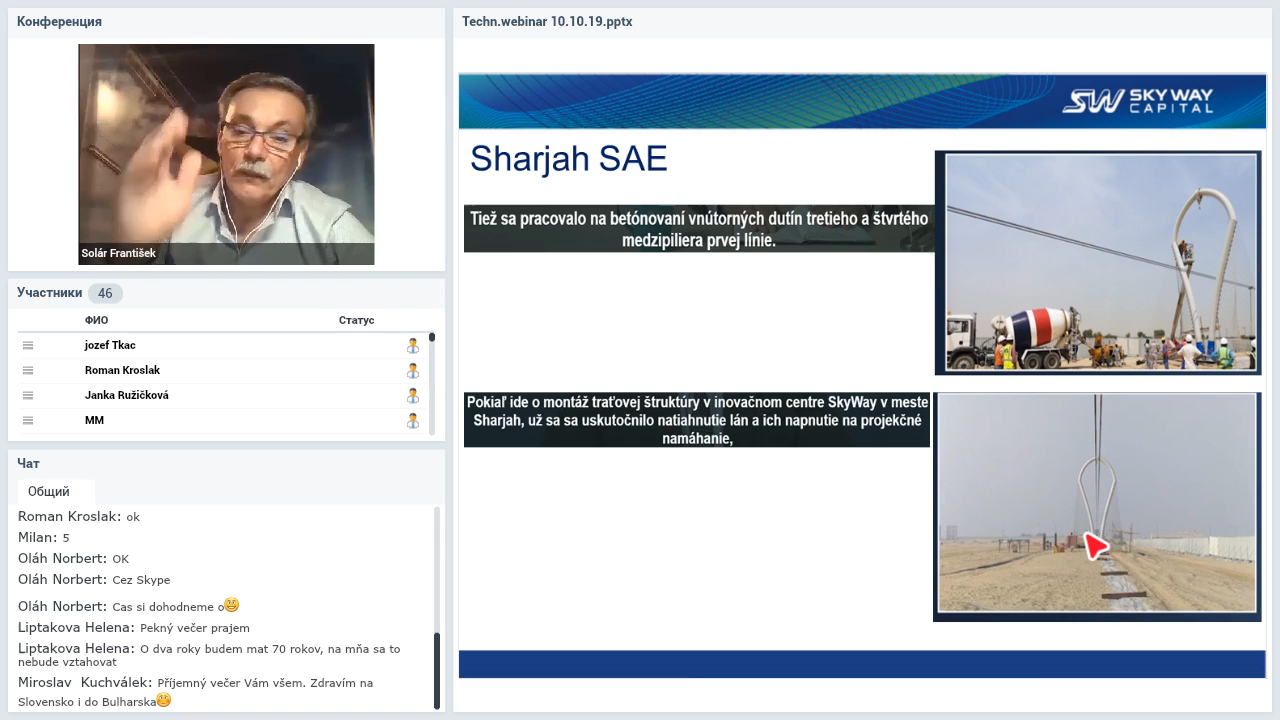 Конференция
Solár František
Участники 46
ФИО Статус
jozef Tkac
Roman Kroslak
Janka Ružičková
MM
Чат
Общий
Roman Kroslak: ok
Milan: 5
Oláh Norbert: OK
Oláh Norbert: Cez Skype
Oláh Norbert: Cas si dohodneme o
Liptakova Helena: Pekný večer prajem
Liptakova Helena: O dva roky budem mat 70 rokov, na mňa sa to
nebude vztahovat
Miroslav Kuchválek: Příjemný večer Vám všem. Zdravím na
Slovensko i do Bulharska
Techn.webinar 10.10.19.pptx
SW SKY WAY
CAPITAL
Sharjah SAE
Tiež sa pracovalo na betónovaní vnútorných dutín tretieho a štvrtého
medzipiliera prvej línie.
Pokiaľ ide o montáž traťovej štruktúry v inovačnom centre SkyWay v meste
Sharjah, už sa sa uskutočnilo natiahnutie lán a ich napnutie na projekčné
namáhanie,